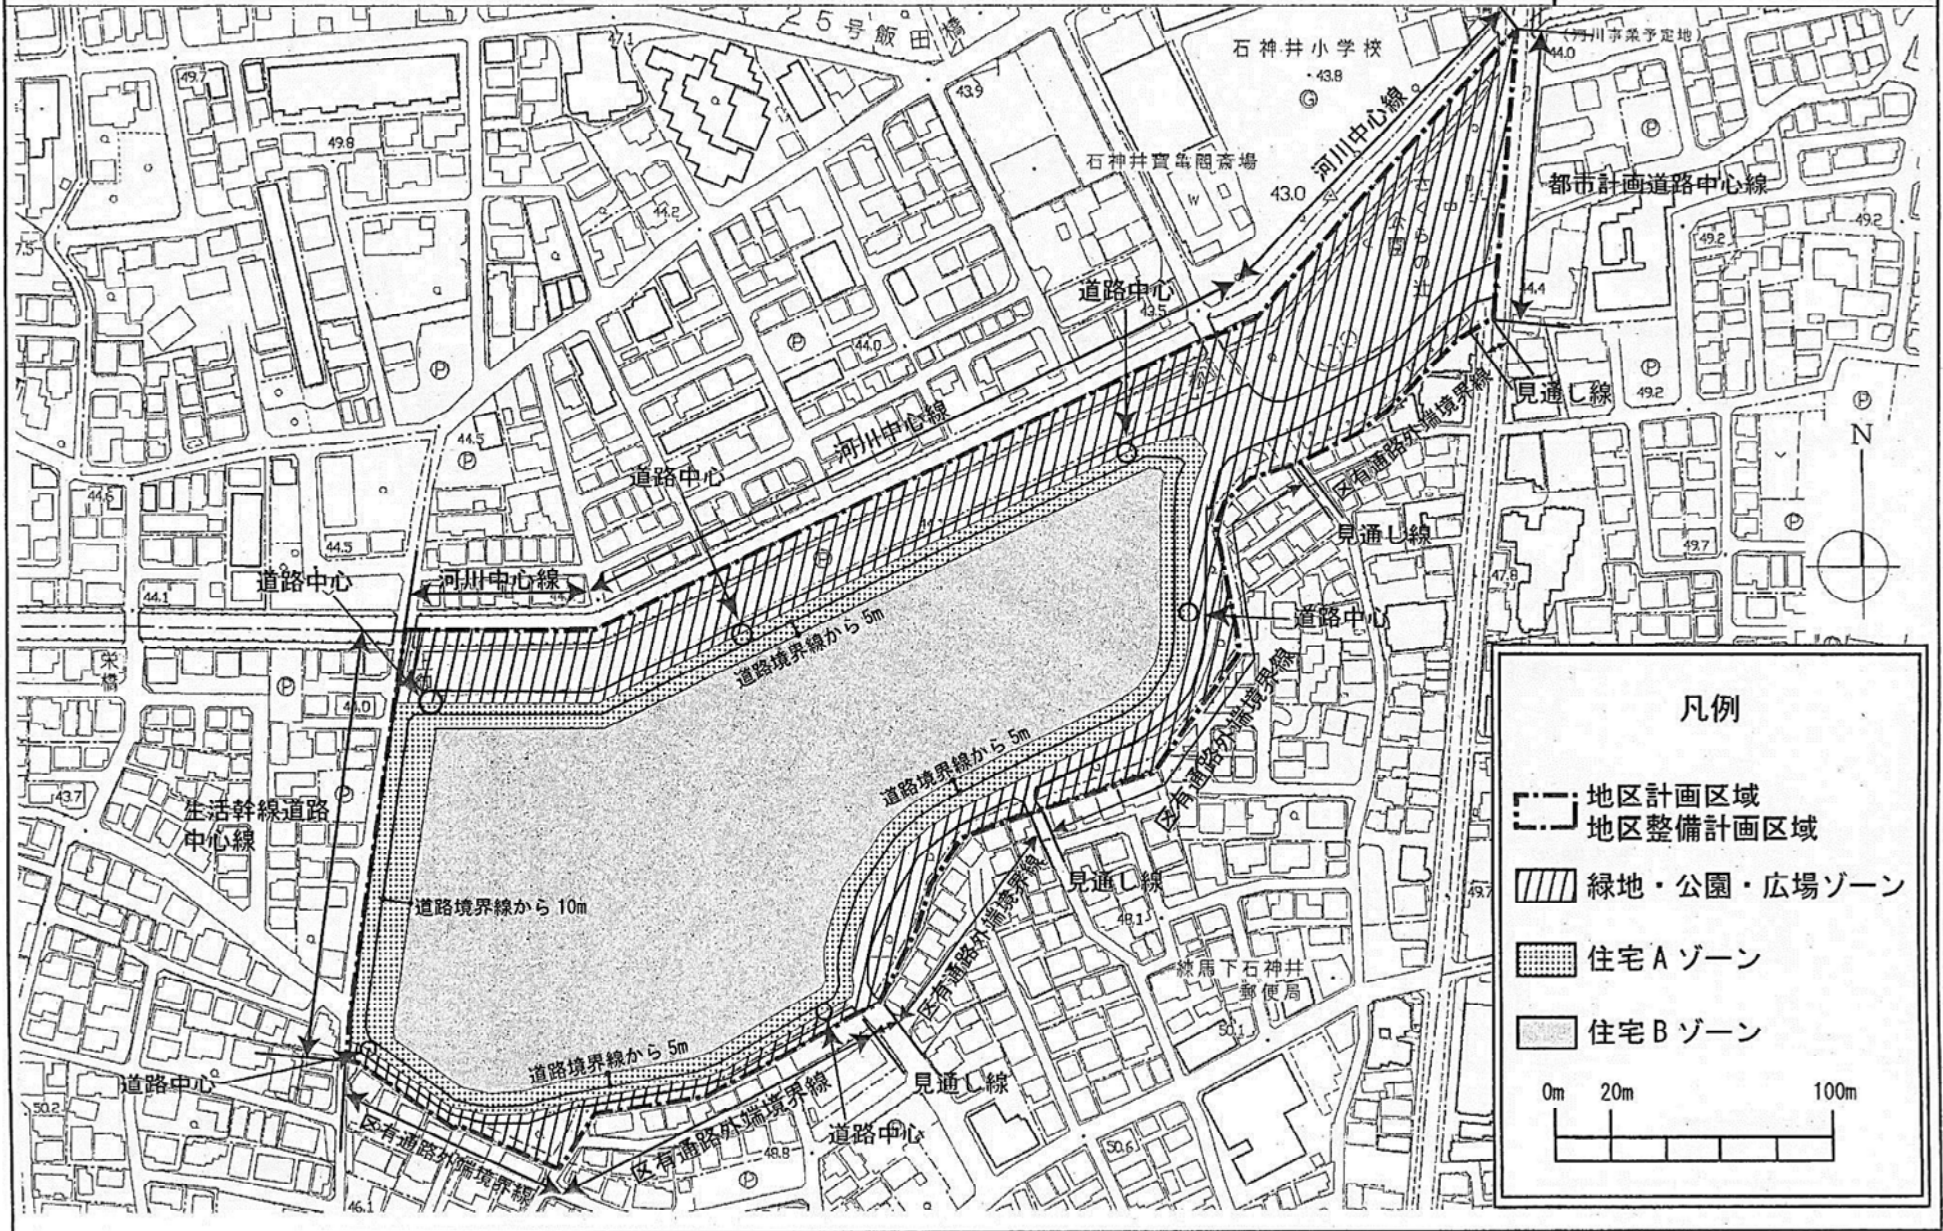 25号飯田橋
石神井小学校
・43.8
(河川事業予定地)
44.0
47.1
49.7
43.9
49.8
河川中心線
石神井寶亀閣斎場
43.0
都市計画道路中心線
さくらの辻
公園
44.2
49.2
49.2
道路中心
43.5
44.4
44.0
見通し線
49.2
区有通路外端境界線
N
44.5
河川中心線
道路中心
44.5
見通し線
49.7
道路中心
河川中心線
44.1
47.8
道路中心
栄橋
道路境界線から5m
区有通路外端境界線
43.7
生活幹線道路
中心線
道路境界線から5m
見通し線
道路境界線から10m
48.1
49.7
区有通路外端境界線
練馬下石神井
郵便局
50.1
道路境界線から5m
道路中心
見通し線
50.2
区有通路外端境界線
区有通路外端境界線
道路中心
48.8
50.6
46.1
凡例
地区計画区域
地区整備計画区域
緑地・公園・広場ゾーン
住宅Aゾーン
住宅Bゾーン
0m 20m 100m